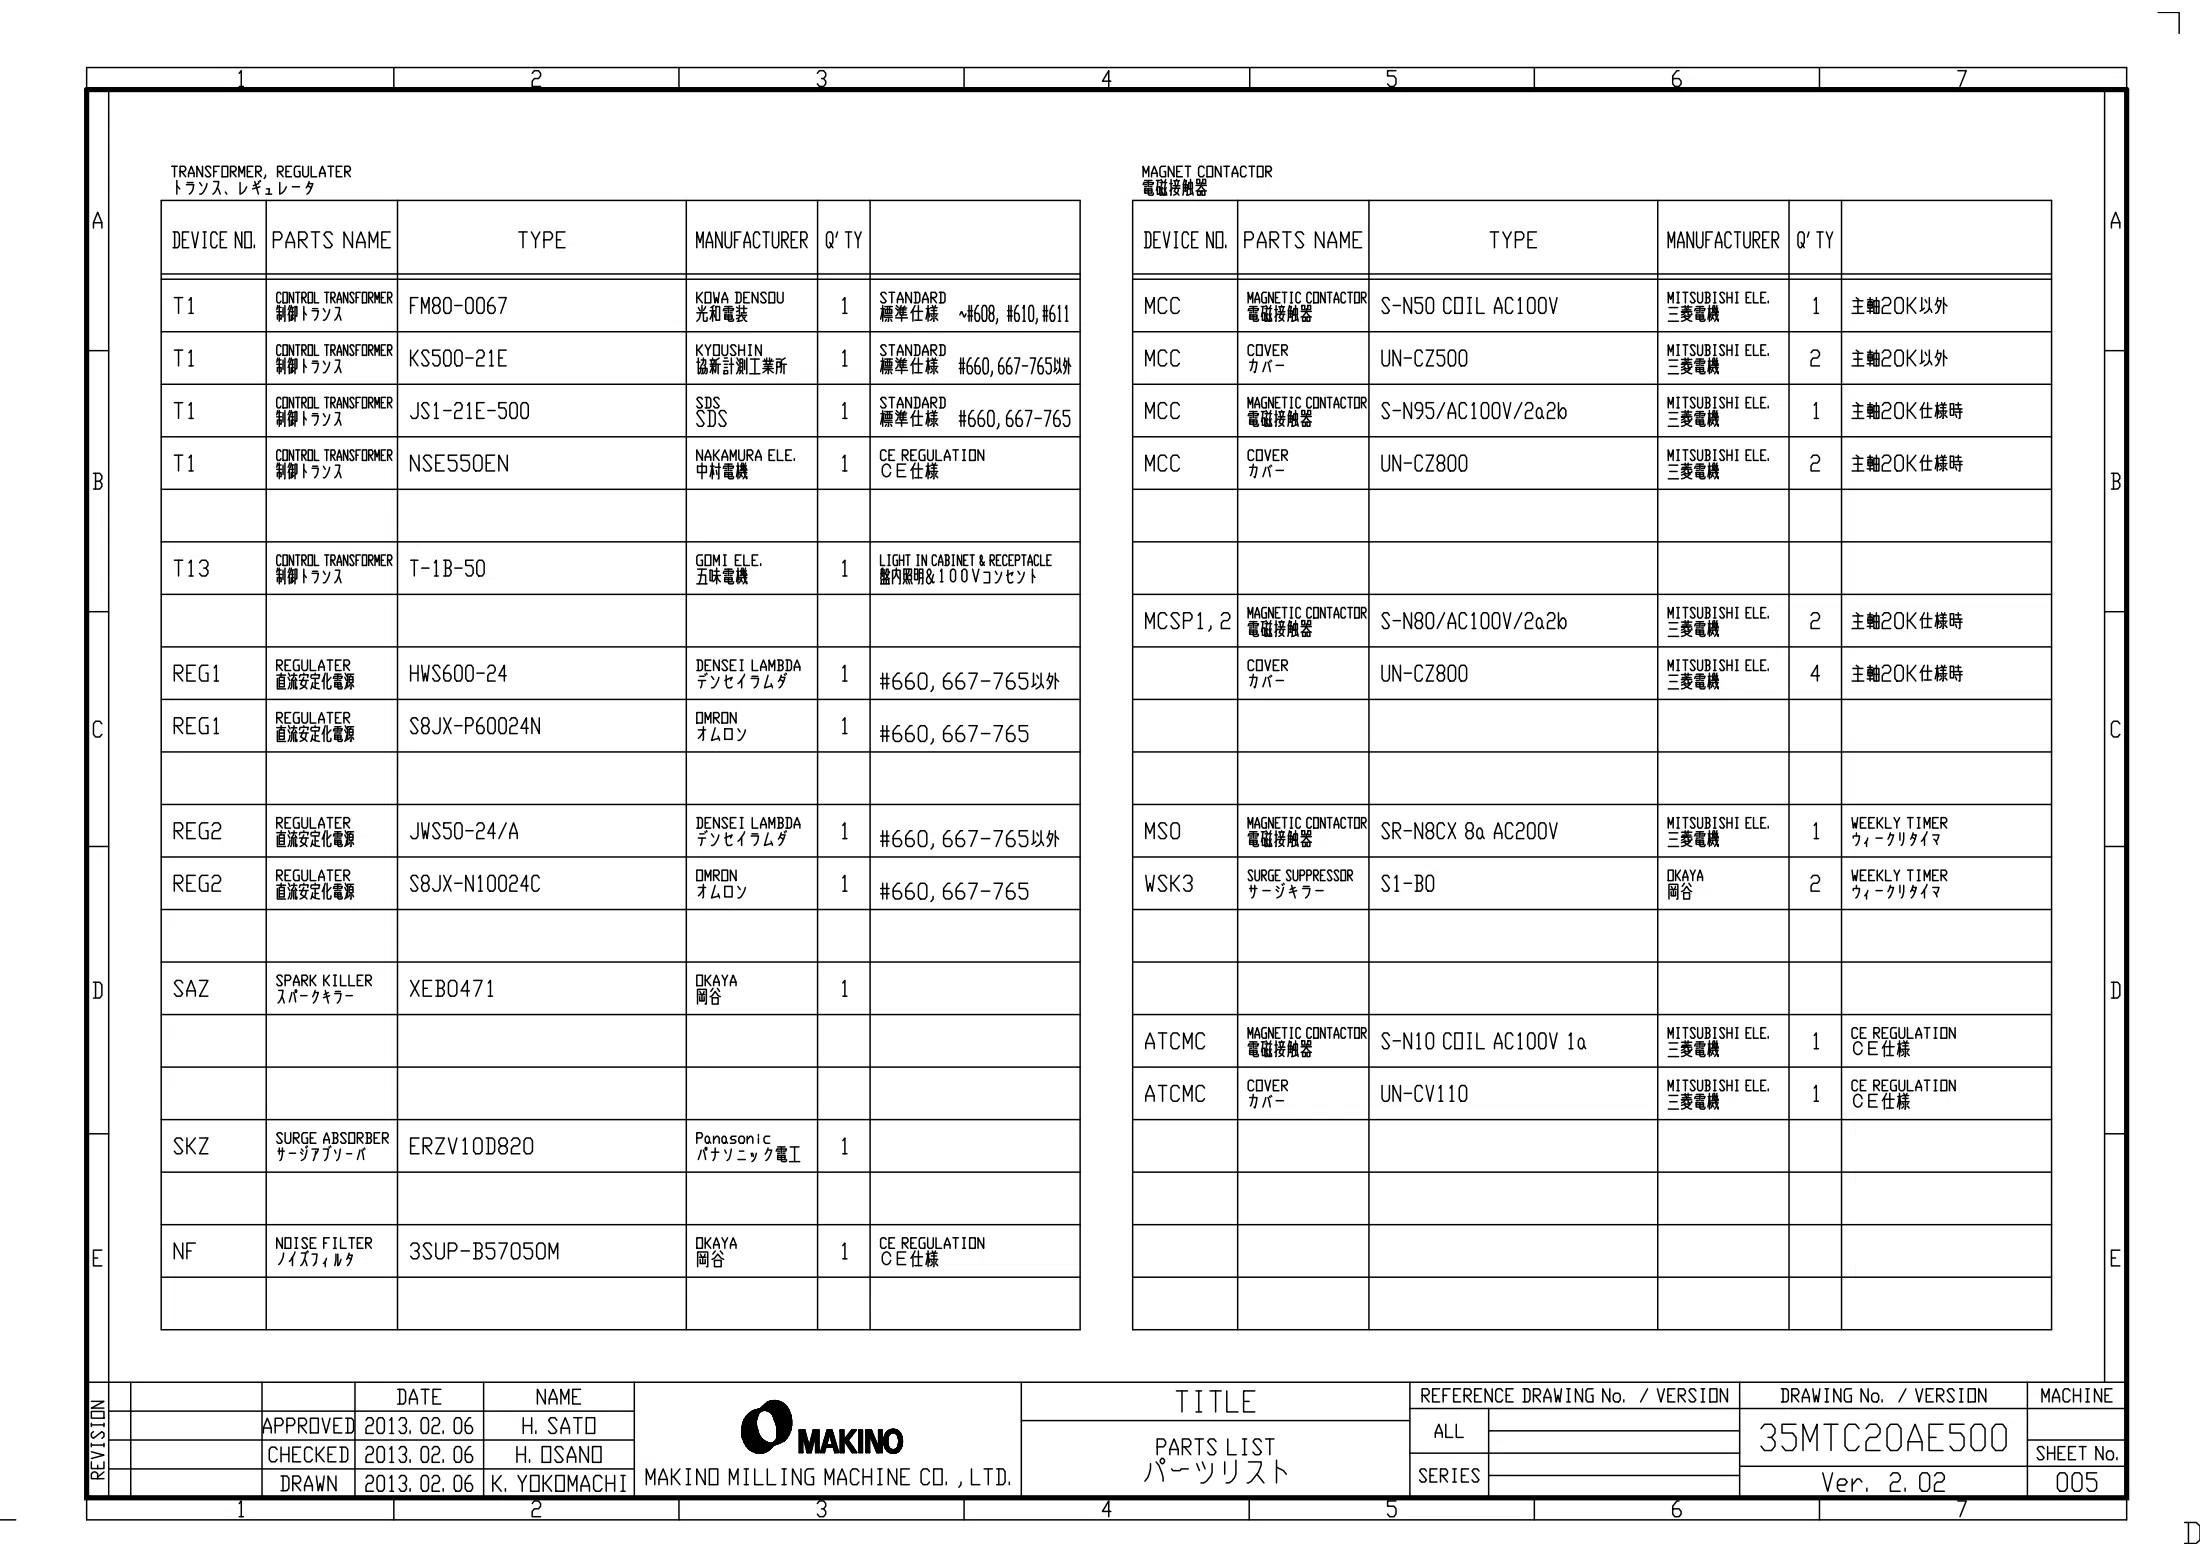 1 2 3 4 5 6 7
A
B
C
D
E
TRANSFORMER, REGULATER
トランス、レギュレータ
DEVICE NO. PARTS NAME TYPE MANUFACTURER Q'TY
T1 CONTROL TRANSFORMER FM80-0067 KOWA DENSOU 1 STANDARD
制御トランス 光和電装 標準仕様 ~#608, #610,#611
T1 CONTROL TRANSFORMER KS500-21E KYOUSHIN 1 STANDARD
制御トランス 協新計測工業所 標準仕様 #660,667-765以外
T1 CONTROL TRANSFORMER JS1-21E-500 SDS 1 STANDARD
制御トランス SDS 標準仕様 #660,667-765
T1 CONTROL TRANSFORMER NSE550EN NAKAMURA ELE. 1 CE REGULATION
制御トランス 中村電機 CE仕様
T13 CONTROL TRANSFORMER T-1B-50 GOMI ELE. 1 LIGHT IN CABINET & RECEPTACLE
制御トランス 五味電機 盤内照明&100Vコンセント
REG1 REGULATER HWS600-24 DENSEI LAMBDA 1 #660,667-765以外
直流安定化電源 デンセイラムダ
REG1 REGULATER S8JX-P60024N OMRON 1 #660,667-765
直流安定化電源 オムロン
REG2 REGULATER JWS50-24/A DENSEI LAMBDA 1 #660,667-765以外
直流安定化電源 デンセイラムダ
REG2 REGULATER S8JX-N10024C OMRON 1 #660,667-765
直流安定化電源 オムロン
SAZ SPARK KILLER XEB0471 OKAYA 1
スパークキラー 岡谷
SKZ SURGE ABSORBER ERZV10D820 Panasonic 1
サージアブソーバ パナソニック電工
NF NOISE FILTER 3SUP-B57050M OKAYA 1 CE REGULATION
ノイズフィルタ 岡谷 CE仕様
MAGNET CONTACTOR
電磁接触器
DEVICE NO. PARTS NAME TYPE MANUFACTURER Q'TY
MCC MAGNETIC CONTACTOR S-N50 COIL AC100V MITSUBISHI ELE. 1 主軸20K以外
電磁接触器 三菱電機
MCC COVER UN-CZ500 MITSUBISHI ELE. 2 主軸20K以外
カバー 三菱電機
MCC MAGNETIC CONTACTOR S-N95/AC100V/2a2b MITSUBISHI ELE. 1 主軸20K仕様時
電磁接触器 三菱電機
MCC COVER UN-CZ800 MITSUBISHI ELE. 2 主軸20K仕様時
カバー 三菱電機
MCSP1,2 MAGNETIC CONTACTOR S-N80/AC100V/2a2b MITSUBISHI ELE. 2 主軸20K仕様時
電磁接触器 三菱電機
COVER UN-CZ800 MITSUBISHI ELE. 4 主軸20K仕様時
カバー 三菱電機
MSO MAGNETIC CONTACTOR SR-N8CX 8a AC200V MITSUBISHI ELE. 1 WEEKLY TIMER
電磁接触器 三菱電機 ウィークリタイマ
WSK3 SURGE SUPPRESSOR S1-B0 OKAYA 2 WEEKLY TIMER
サージキラー 岡谷 ウィークリタイマ
ATCMC MAGNETIC CONTACTOR S-N10 COIL AC100V 1a MITSUBISHI ELE. 1 CE REGULATION
電磁接触器 三菱電機 CE仕様
ATCMC COVER UN-CV110 MITSUBISHI ELE. 1 CE REGULATION
カバー 三菱電機 CE仕様
A
B
C
D
E
REVISION
DATE NAME
APPROVED 2013.02.06 H. SATO
CHECKED 2013.02.06 H. OSANO
DRAWN 2013.02.06 K. YOKOMACHI
MAKINO
MAKINO MILLING MACHINE CO.,LTD.
TITLE
PARTS LIST
パーツリスト
REFERENCE DRAWING No. / VERSION
ALL
SERIES
DRAWING No. / VERSION
35MTC20AE500
Ver. 2.02
MACHINE
SHEET No.
005
1 2 3 4 5 6 7
D